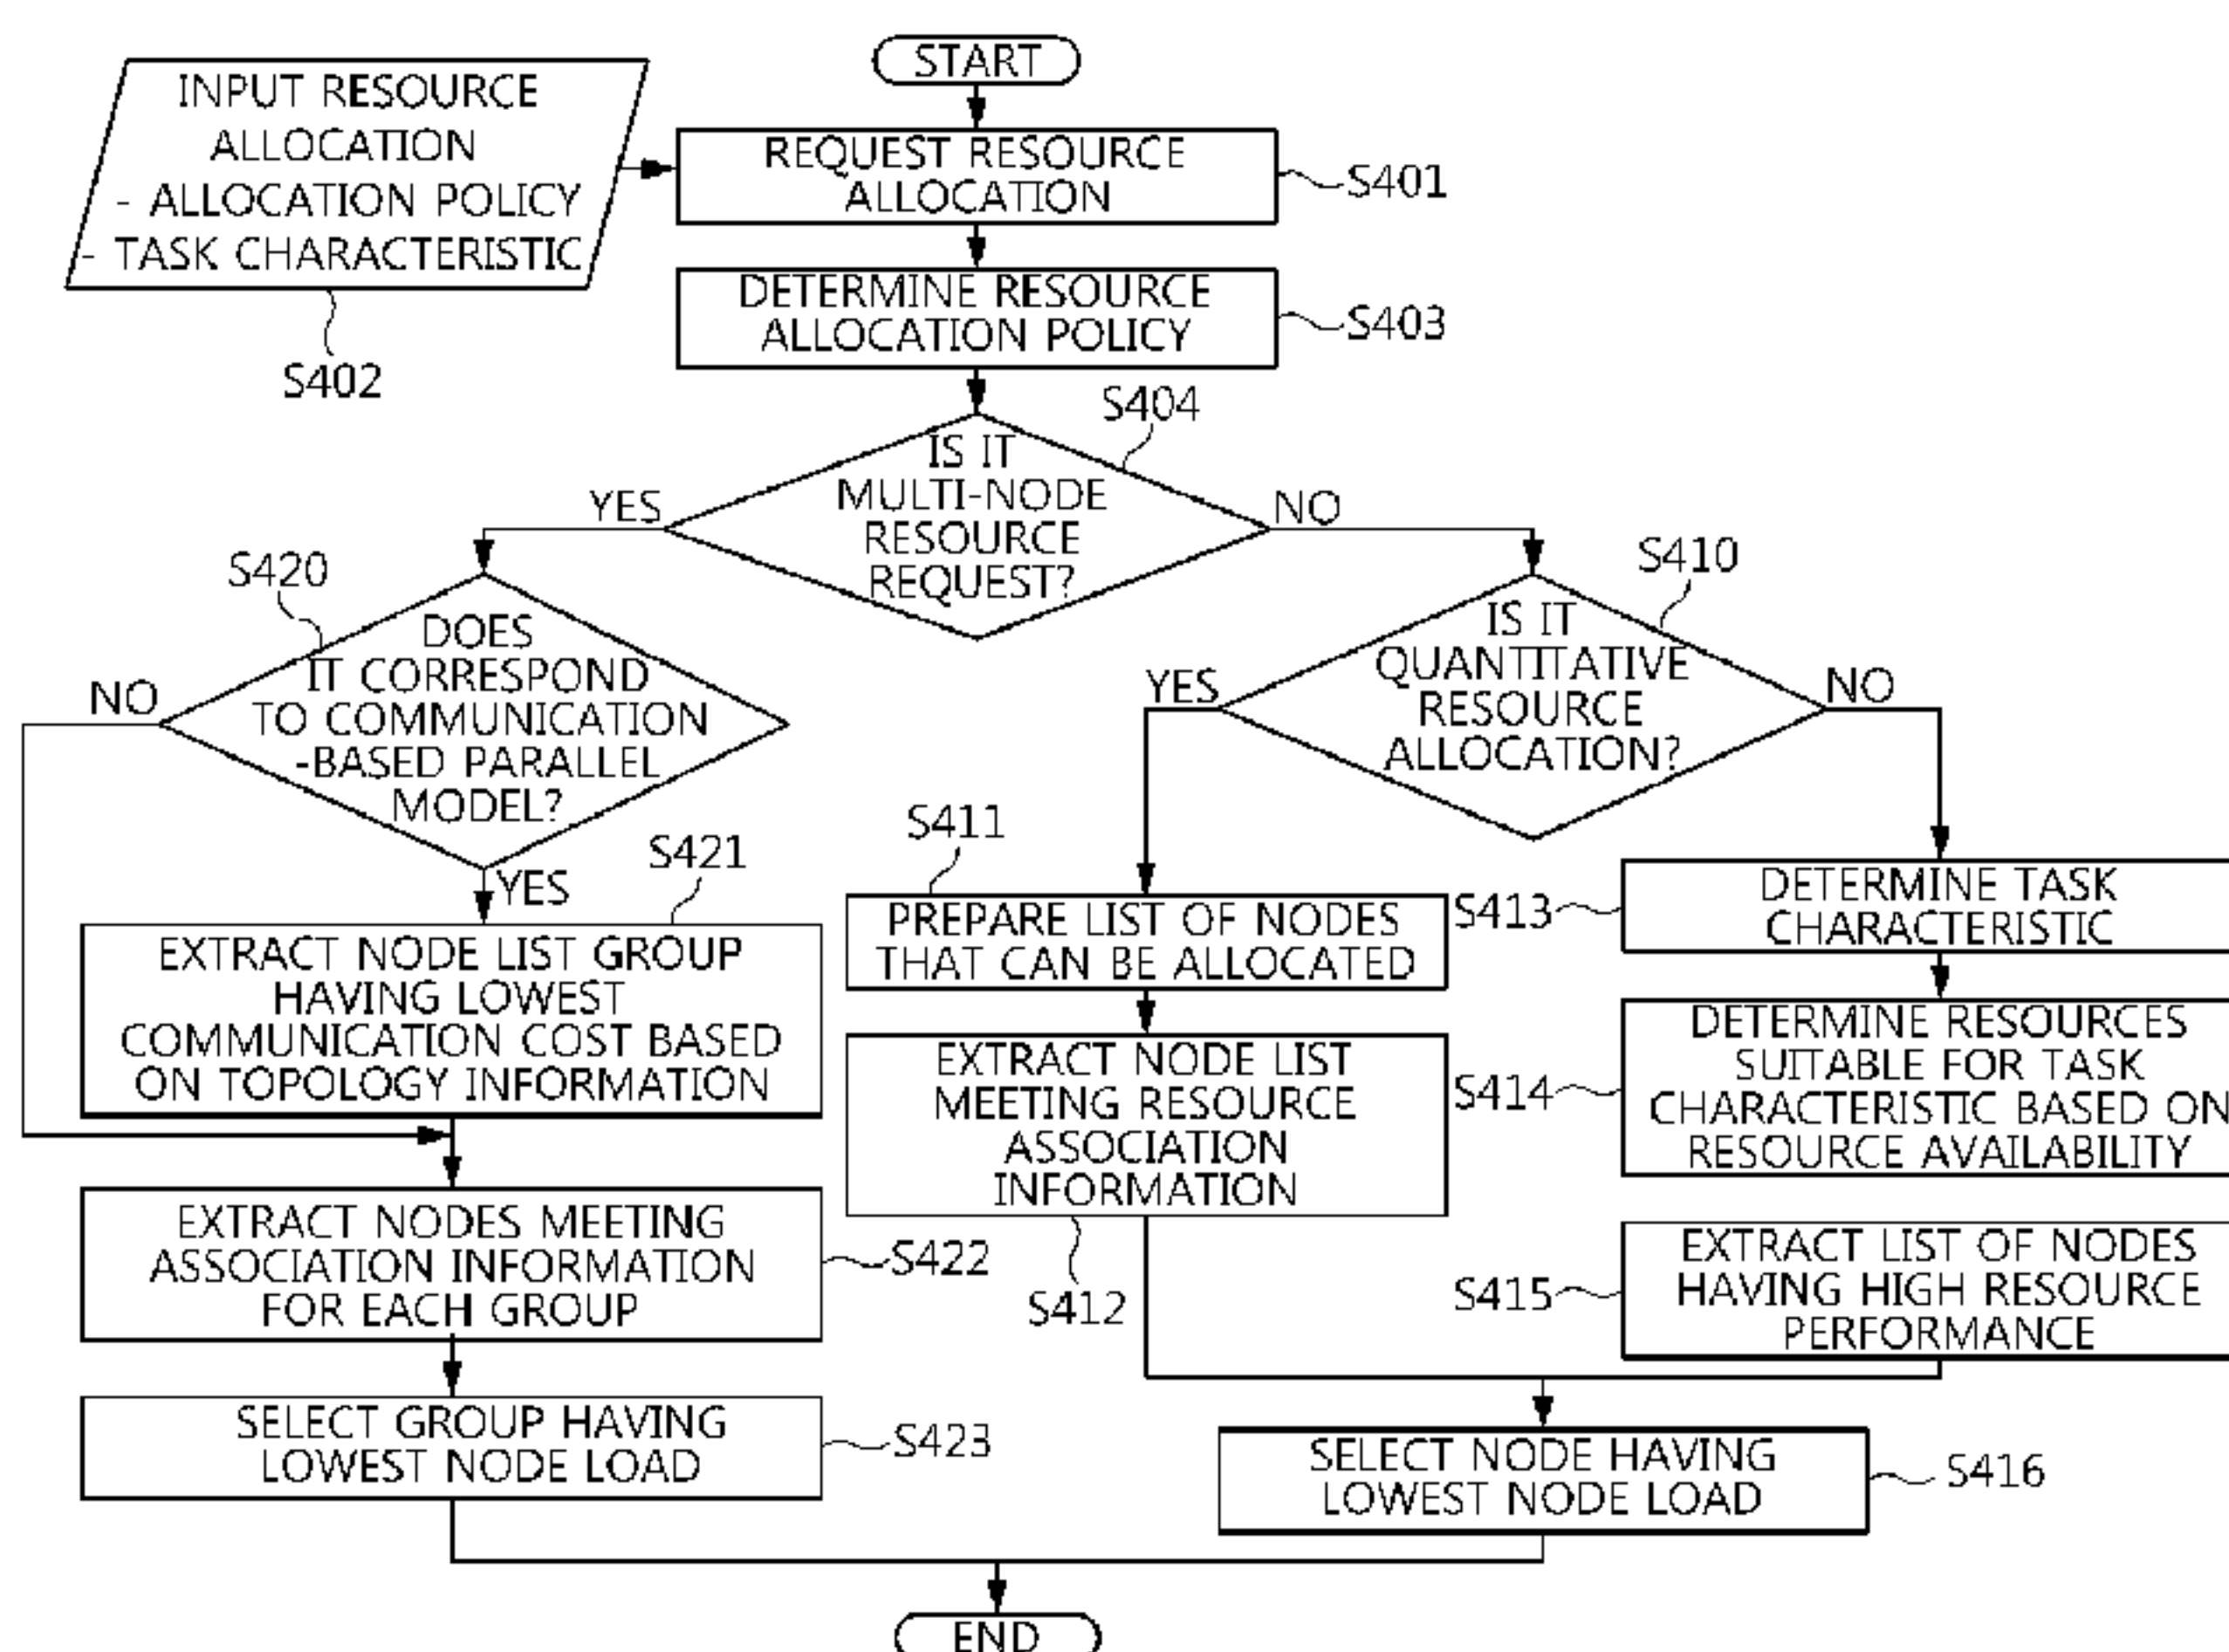 START
INPUT RESOURCE
ALLOCATION
- ALLOCATION POLICY
- TASK CHARACTERISTIC
S402
REQUEST RESOURCE
ALLOCATION
S401
DETERMINE RESOURCE
ALLOCATION POLICY
S403
S404
IS IT
MULTI-NODE
RESOURCE
REQUEST?
YES
NO
S420
DOES
IT CORRESPOND
TO COMMUNICATION
-BASED PARALLEL
MODEL?
NO
YES
S410
IS IT
QUANTITATIVE
RESOURCE
ALLOCATION?
YES
NO
S421
EXTRACT NODE LIST GROUP
HAVING LOWEST
COMMUNICATION COST BASED
ON TOPOLOGY INFORMATION
EXTRACT NODES MEETING
ASSOCIATION INFORMATION
FOR EACH GROUP
S422
SELECT GROUP HAVING
LOWEST NODE LOAD
S423
S411
PREPARE LIST OF NODES
THAT CAN BE ALLOCATED
EXTRACT NODE LIST
MEETING RESOURCE
ASSOCIATION
INFORMATION
S412
S413
DETERMINE TASK
CHARACTERISTIC
S414
DETERMINE RESOURCES
SUITABLE FOR TASK
CHARACTERISTIC BASED ON
RESOURCE AVAILABILITY
S415
EXTRACT LIST OF NODES
HAVING HIGH RESOURCE
PERFORMANCE
SELECT NODE HAVING
LOWEST NODE LOAD
S416
END